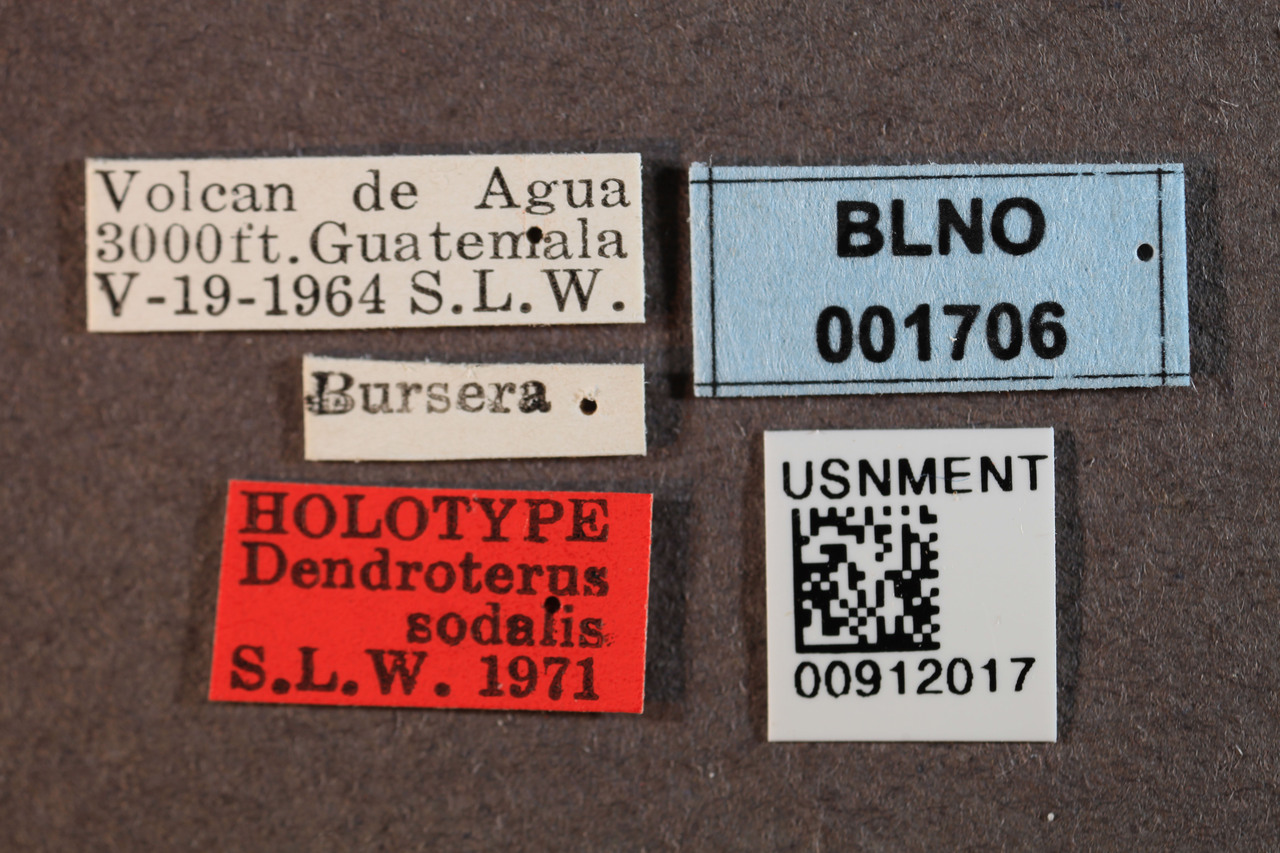 Volcan de Agua
3000ft. Guatemala
V-19-1964 S.L.W.
Bursera
HOLOTYPE
Dendroterus
sodalis
S.L.W. 1971
BLNO
001706
USNMENT
00912017